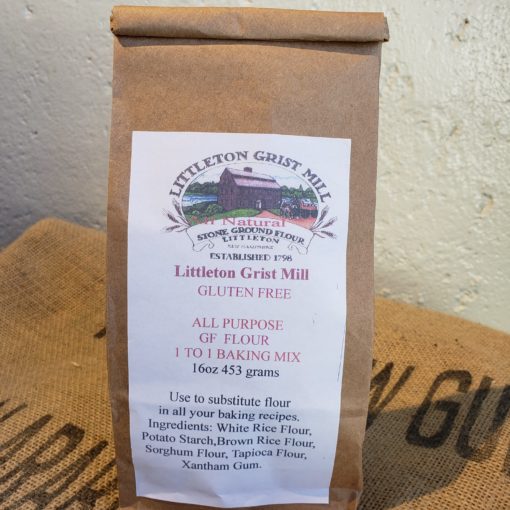 LITTLETON GRIST MILL
Natural
STONE GROUND FLOUR
LITTLETON
NEW HAMPSHIRE
ESTABLISHED 1798
Littleton Grist Mill
GLUTEN FREE
ALL PURPOSE
GF FLOUR
1 TO 1 BAKING MIX
16oz 453 grams
Use to substitute flour
in all your baking recipes.
Ingredients: White Rice Flour,
Potato Starch,Brown Rice Flour,
Sorghum Flour, Tapioca Flour,
Xantham Gum.